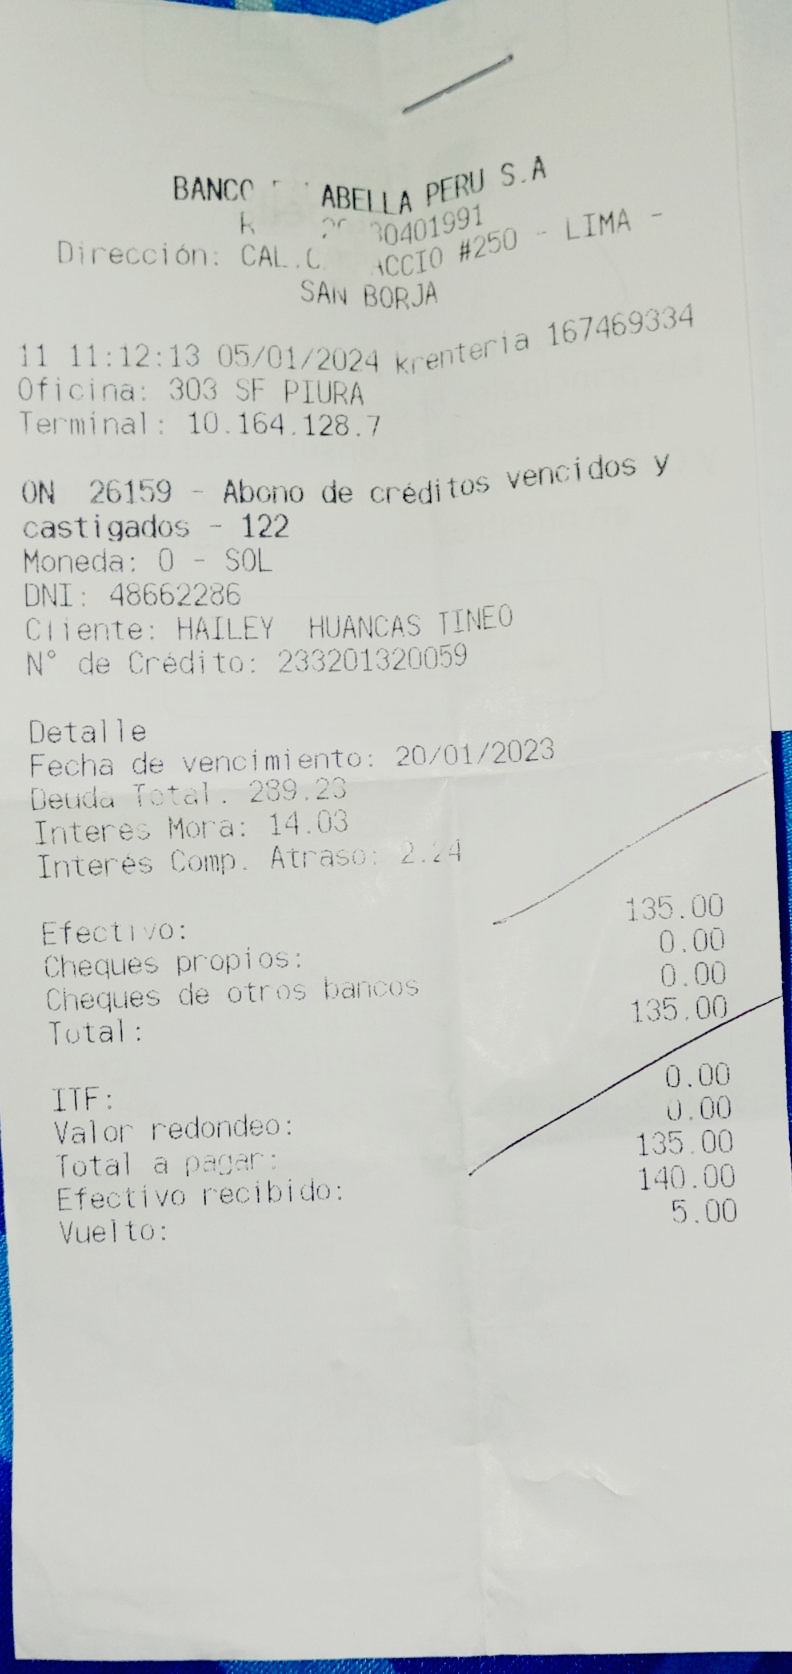 BANCO ABELLA PERU S.A
30401991
Dirección: CAL.C ACCIO #250 - LIMA -
SAN BORJA
11 11:12:13 05/01/2024 krenteria 167469334
Oficina: 303 SF PIURA
Terminal: 10.164.128.7
ON 26159 - Abono de créditos vencidos y
castigados - 122
Moneda: 0 - SOL
DNI: 48662286
Cliente: HAILEY HUANCAS TINEO
N° de Crédito: 233201320059
Detalle
Fecha de vencimiento: 20/01/2023
Deuda Total: 289.23
Interes Mora: 14.03
Interés Comp. Atraso: 2.24
Efectivo: 135.00
Cheques propios: 0.00
Cheques de otros bancos 0.00
Total: 135.00
ITF: 0.00
Valor redondeo: 0.00
Total a pagar: 135.00
Efectivo recibido: 140.00
Vuelto: 5.00